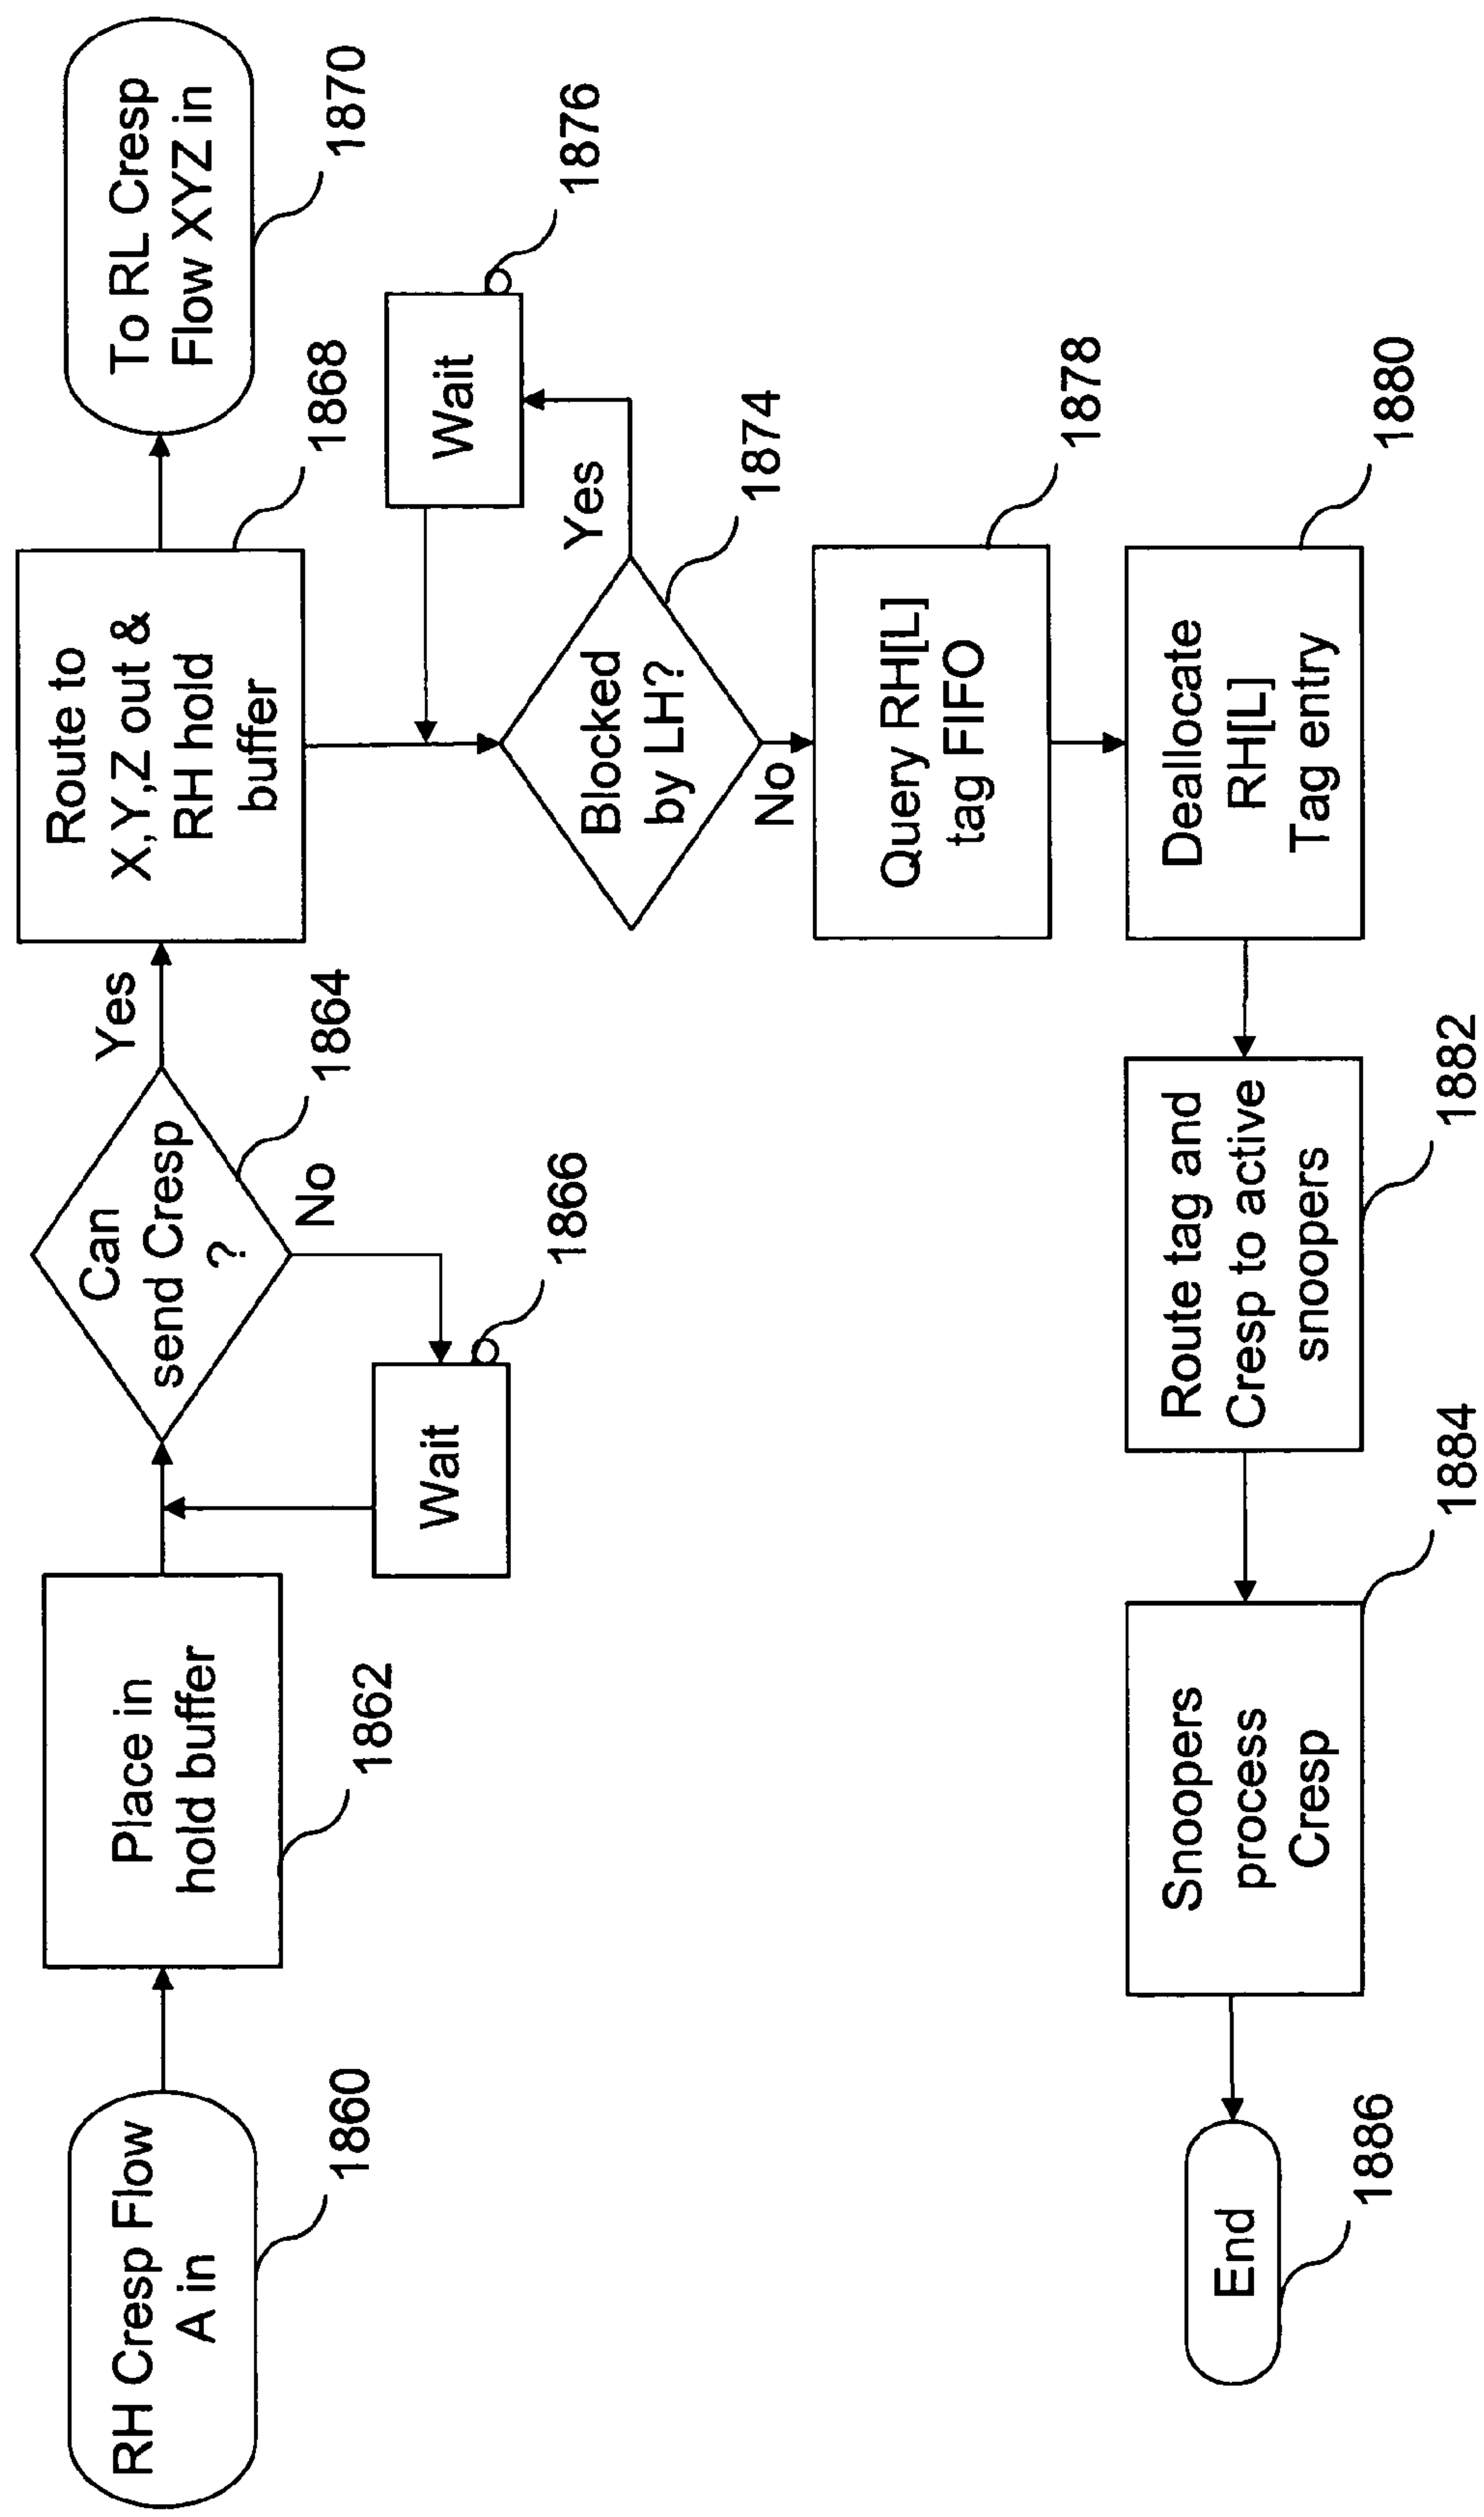 RH Cresp Flow
A in
1860
Place in
hold buffer
1862
Can
send Cresp
?
1864
Yes
No
Wait
1866
Route to
X,Y,Z out &
RH hold
buffer
1868
To RL Cresp
Flow XYZ in
1870
Blocked
by LH?
1874
Yes
No
Wait
1876
Query RH[L]
tag FIFO
1878
Deallocate
RH[L]
Tag entry
1880
Route tag and
Cresp to active
snoopers
1882
Snoopers
process
Cresp
1884
End
1886